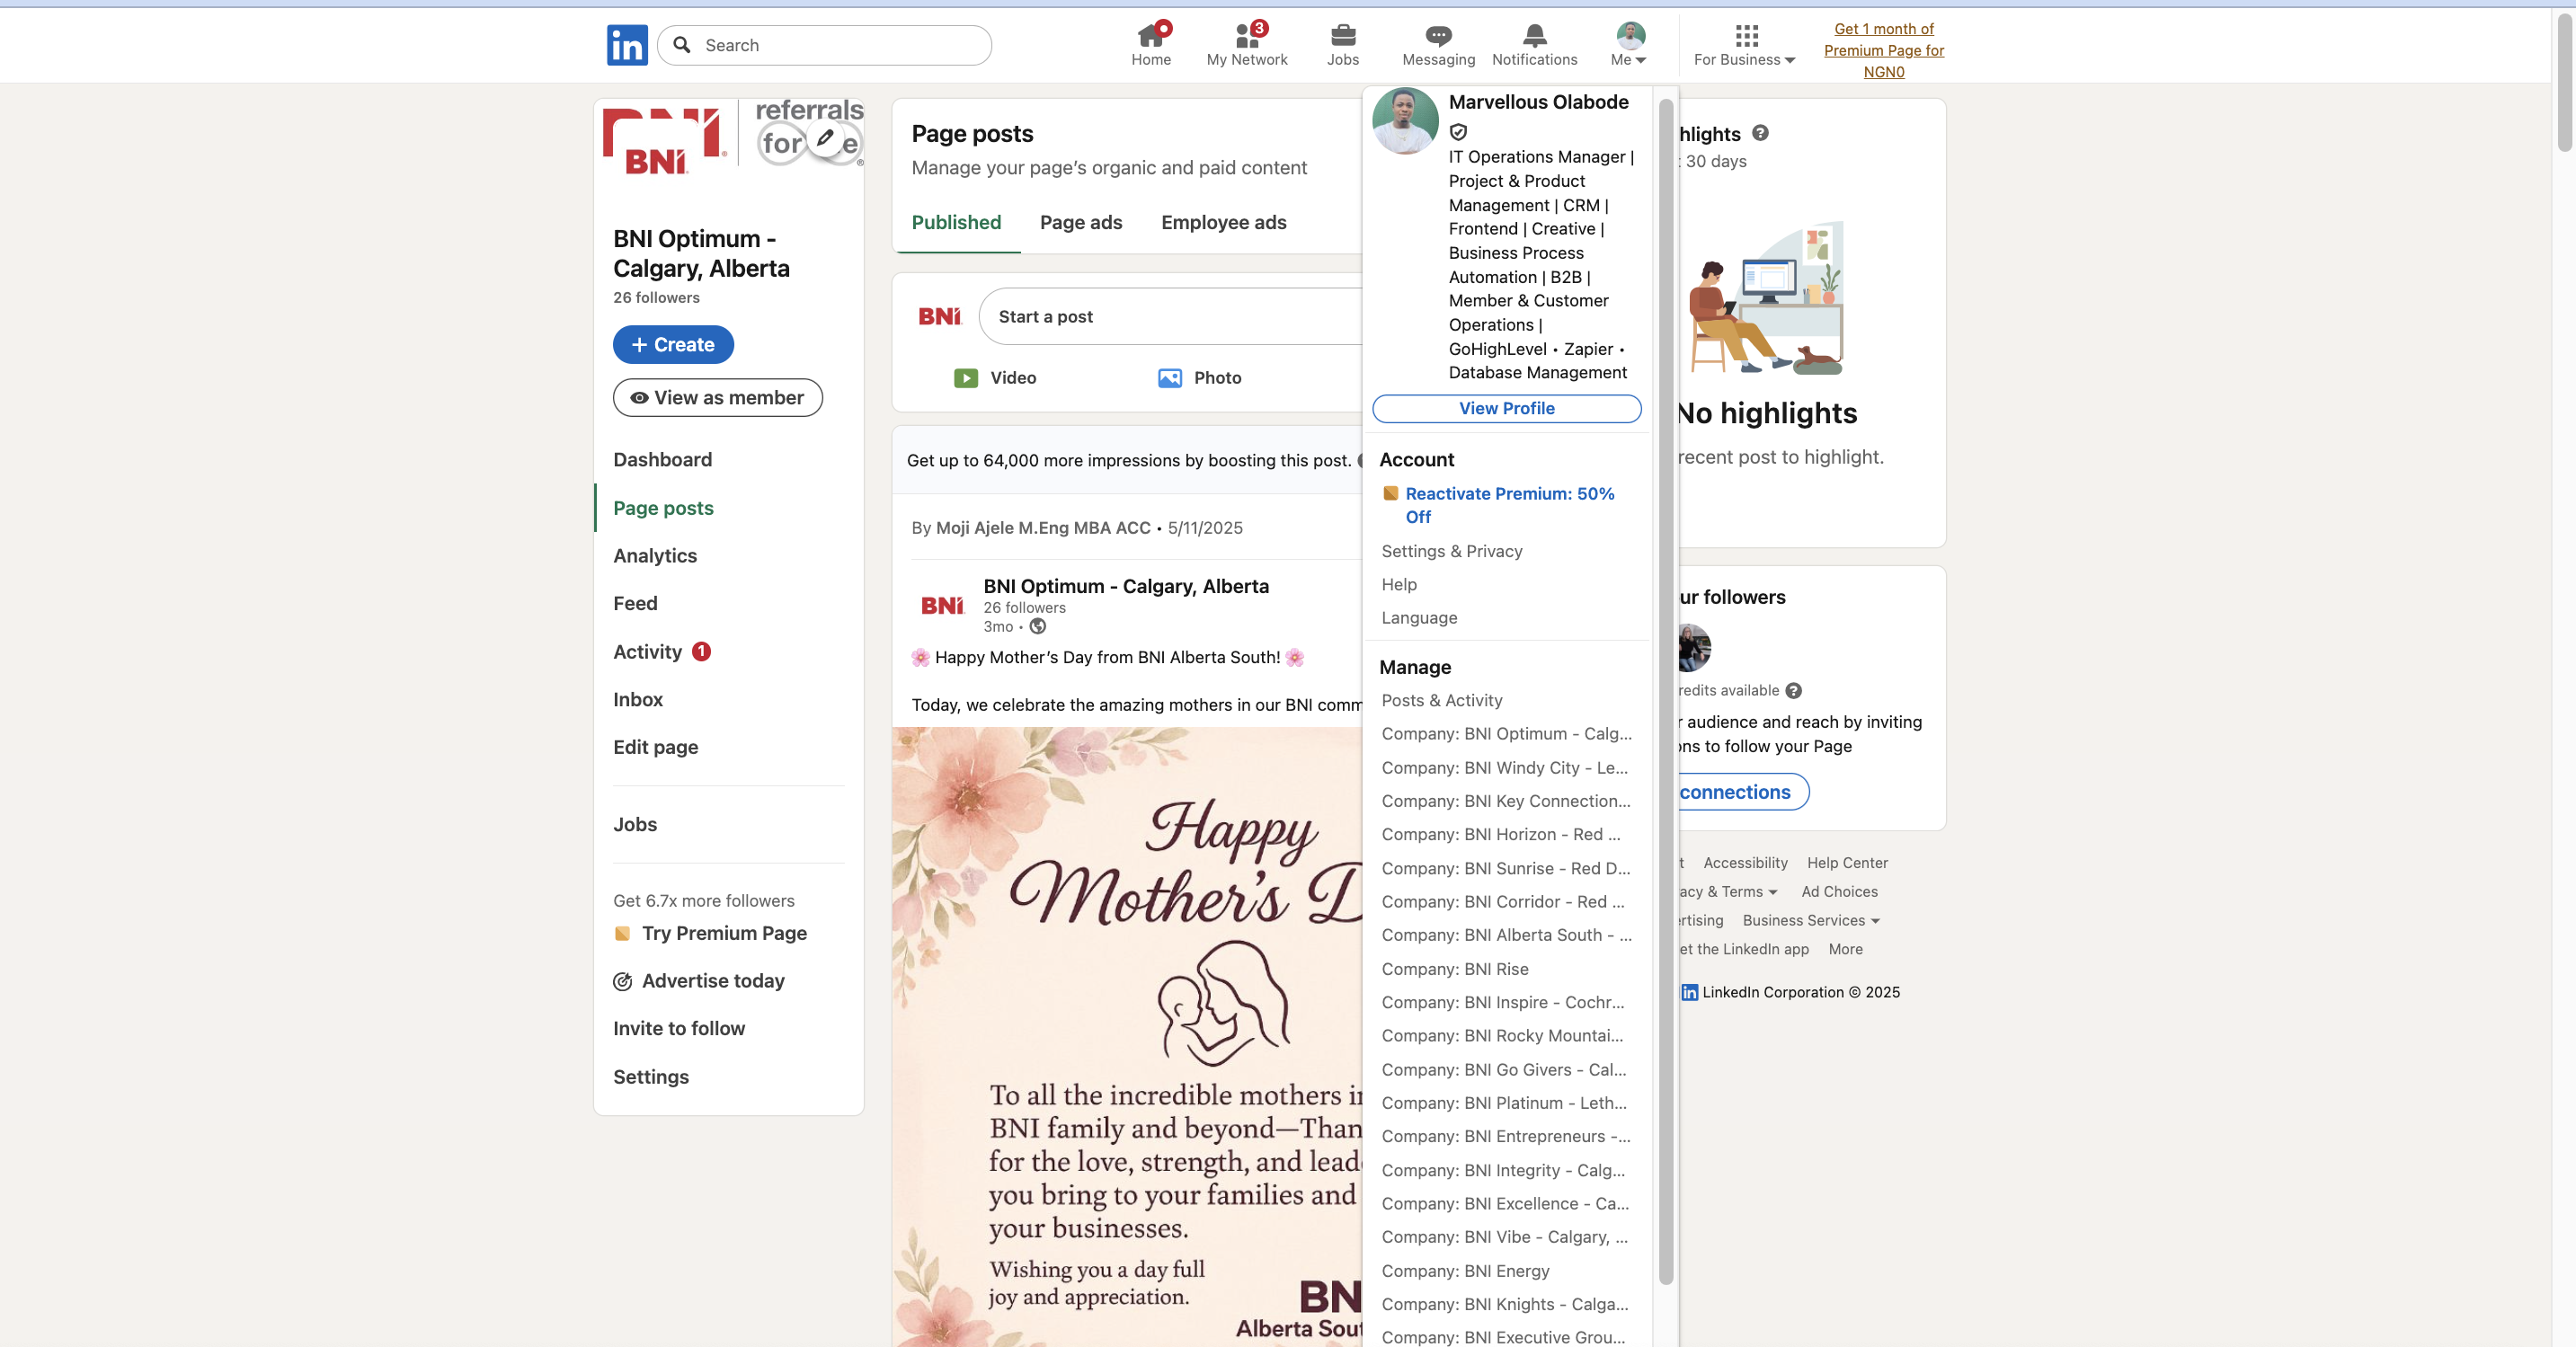 in
Search
Home
3
My Network
Jobs
Messaging
Notifications
Me
For Business
Get 1 month of
Premium Page for
NGN0
BNI
referrals
for
BNI
BNI Optimum -
Calgary, Alberta
26 followers
+ Create
View as member
Dashboard
Page posts
Analytics
Feed
Activity 1
Inbox
Edit page
Jobs
Get 6.7x more followers
Try Premium Page
Advertise today
Invite to follow
Settings
Page posts
Manage your page’s organic and paid content
Published Page ads Employee ads
BNI
Start a post
Video Photo
Get up to 64,000 more impressions by boosting this post.
By Moji Ajele M.Eng MBA ACC • 5/11/2025
BNI
BNI Optimum - Calgary, Alberta
26 followers
3mo •
🌸 Happy Mother’s Day from BNI Alberta South! 🌸
Today, we celebrate the amazing mothers in our BNI comm
Happy
Mother’s D
To all the incredible mothers in
BNI family and beyond—Than
for the love, strength, and lead
you bring to your families and
your businesses.
Wishing you a day full
joy and appreciation.
BN
Alberta Sout
Marvellous Olabode
IT Operations Manager |
Project & Product
Management | CRM |
Frontend | Creative |
Business Process
Automation | B2B |
Member & Customer
Operations |
GoHighLevel • Zapier •
Database Management
View Profile
Account
Reactivate Premium: 50%
Off
Settings & Privacy
Help
Language
Manage
Posts & Activity
Company: BNI Optimum - Calg...
Company: BNI Windy City - Le...
Company: BNI Key Connection...
Company: BNI Horizon - Red ...
Company: BNI Sunrise - Red D...
Company: BNI Corridor - Red ...
Company: BNI Alberta South - ...
Company: BNI Rise
Company: BNI Inspire - Cochr...
Company: BNI Rocky Mountai...
Company: BNI Go Givers - Cal...
Company: BNI Platinum - Leth...
Company: BNI Entrepreneurs -...
Company: BNI Integrity - Calg...
Company: BNI Excellence - Ca...
Company: BNI Vibe - Calgary, ...
Company: BNI Energy
Company: BNI Knights - Calga...
Company: BNI Executive Grou...
hlights
30 days
No highlights
recent post to highlight.
ur followers
redits available
r audience and reach by inviting
ons to follow your Page
connections
t Accessibility Help Center
acy & Terms Ad Choices
ertising Business Services
et the LinkedIn app More
in LinkedIn Corporation © 2025